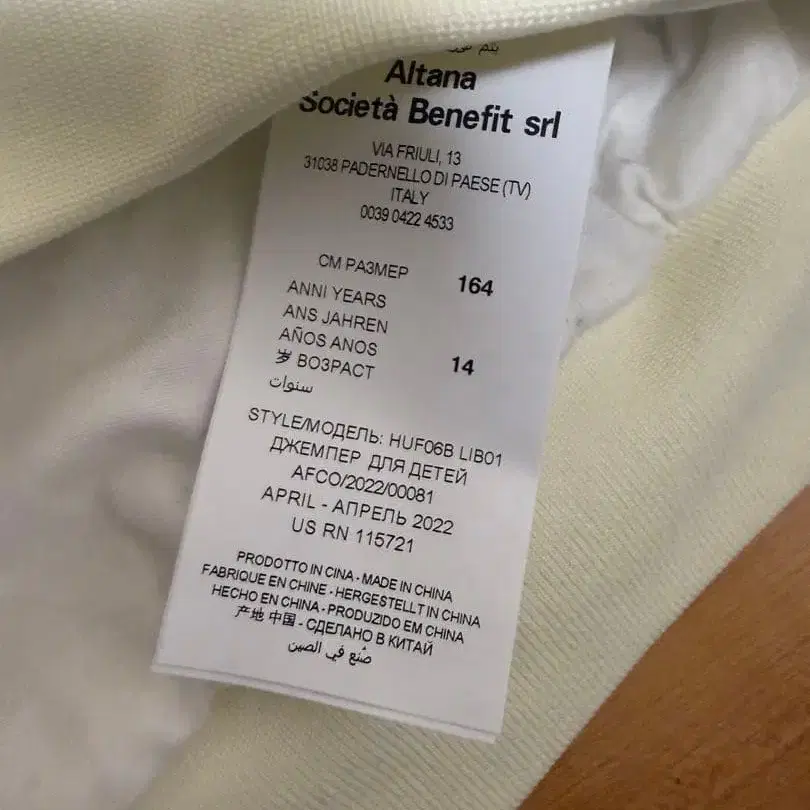 Altana
Società Benefit srl
VIA FRIULI, 13
31038 PADERNELLO DI PAESE (TV)
ITALY
0039 0422 4533
CM РАЗМЕР 164
ANNI YEARS
ANS JAHREN
AÑOS ANOS
岁 ВОЗРАСТ 14
سنوات
STYLE/МОДЕЛЬ: HUF06B LIB01
ДЖЕМПЕР ДЛЯ ДЕТЕЙ
AFCO/2022/00081
APRIL - АПРЕЛЬ 2022
US RN 115721
PRODOTTO IN CINA - MADE IN CHINA
FABRIQUE EN CHINE - HERGESTELLT IN CHINA
HECHO EN CHINA - PRODUZIDO EM CHINA
产地 中国 - СДЕЛАНО В КИТАЙ
صُنع في الصين